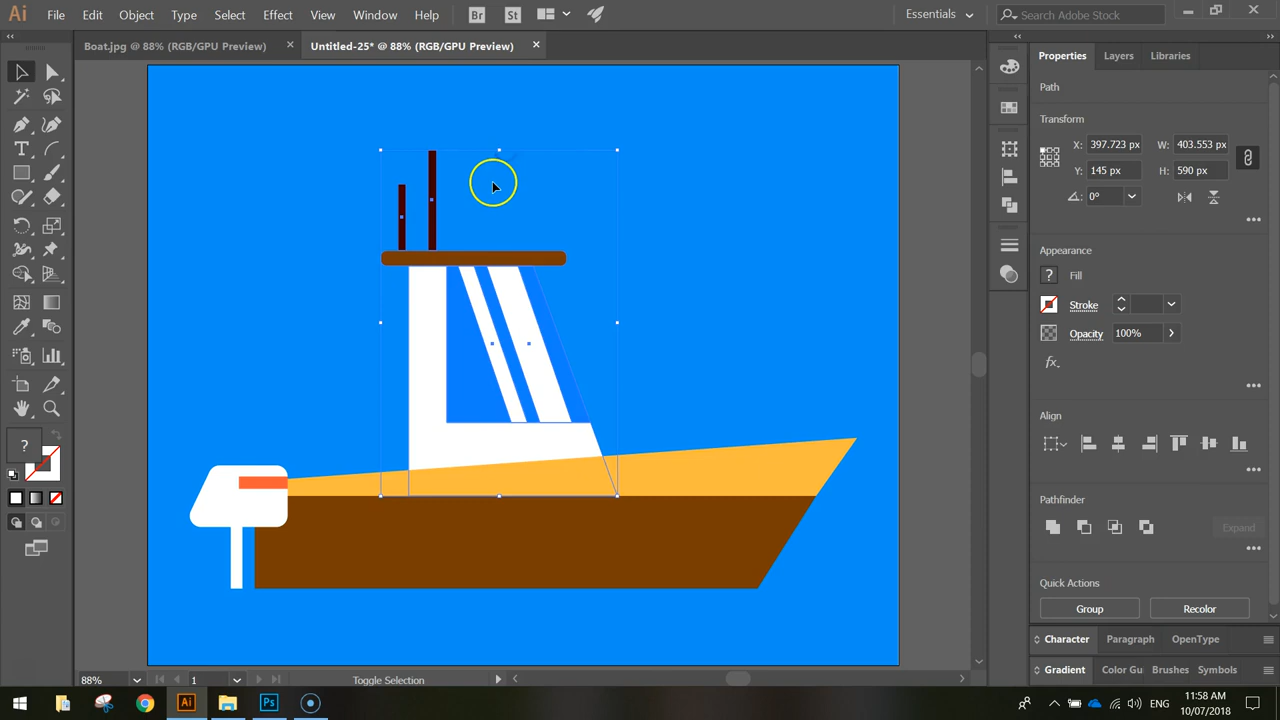 Ai File Edit Object Type Select Effect View Window Help Br St Essentials Search Adobe Stock
Boat.jpg @ 88% (RGB/GPU Preview) × Untitled-25* @ 88% (RGB/GPU Preview) ×
Properties Layers Libraries
Path
Transform
X: 397.723 px W: 403.553 px
Y: 145 px H: 590 px
0°
Appearance
? Fill
Stroke
Opacity 100%
fx.
Align
?
Pathfinder
Expand
Quick Actions
Group Recolor
Character Paragraph OpenType
Gradient Color Gu Brushes Symbols
88% 1 Toggle Selection
Ai Ps ENG 11:58 AM
10/07/2018